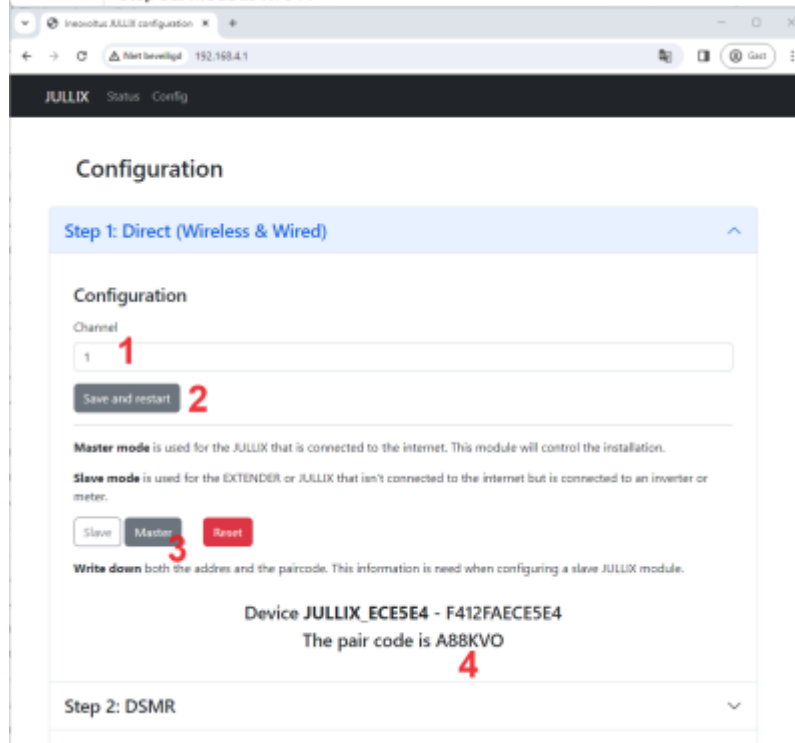 Innovoltus JULLIX configuration
Niet beveiligd 192.168.4.1
Gast
JULLIX Status Config
Configuration
Step 1: Direct (Wireless & Wired)
Configuration
Channel
1 1
Save and restart 2
Master mode is used for the JULLIX that is connected to the internet. This module will control the installation.
Slave mode is used for the EXTENDER or JULLIX that isn't connected to the internet but is connected to an inverter or
meter.
Slave Master Reset
3
Write down both the addres and the paircode. This information is need when configuring a slave JULLIX module.
Device JULLIX_ECE5E4 - F412FAECE5E4
The pair code is A88KVO
4
Step 2: DSMR